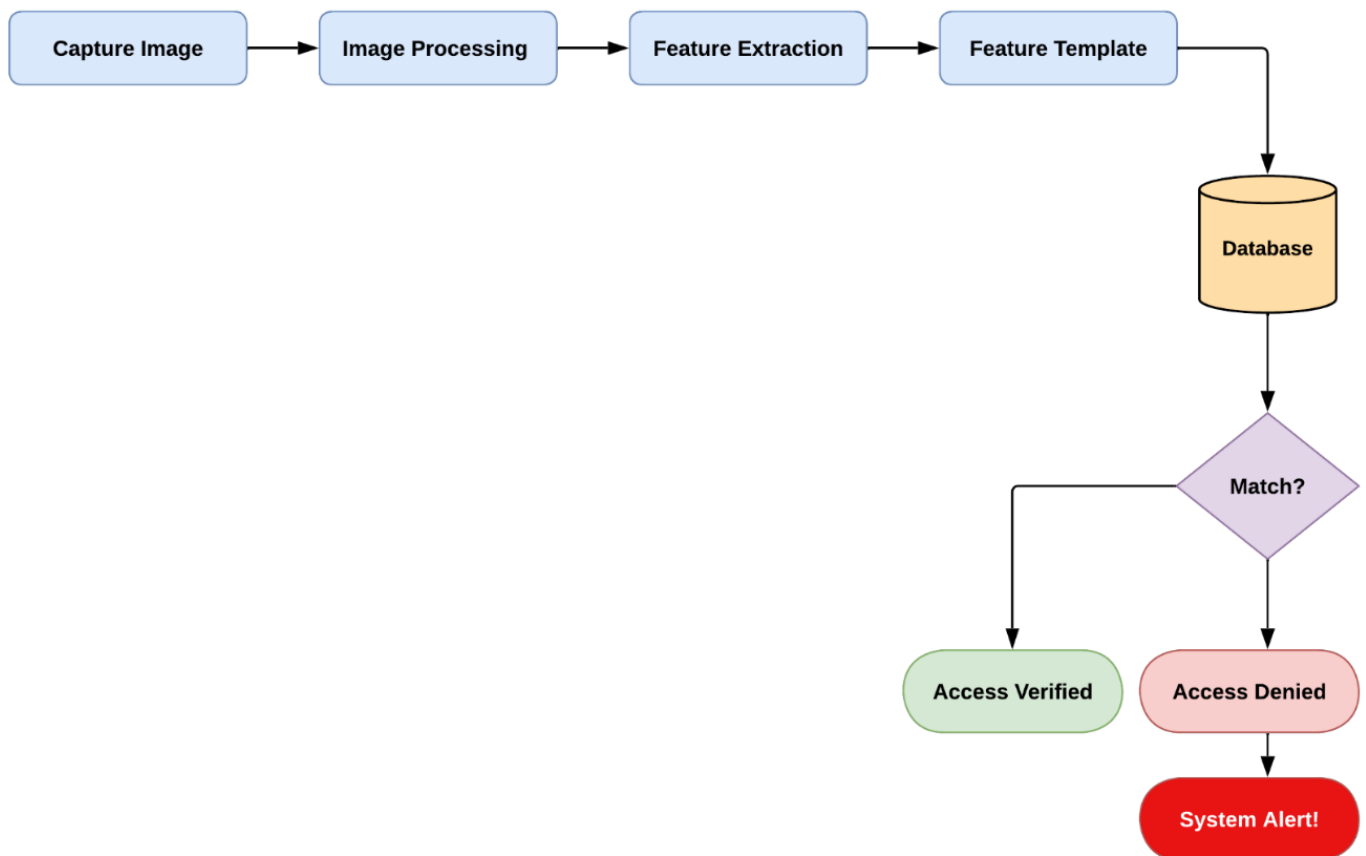 Capture Image
Image Processing
Feature Extraction
Feature Template
Database
Match?
Access Verified
Access Denied
System Alert!